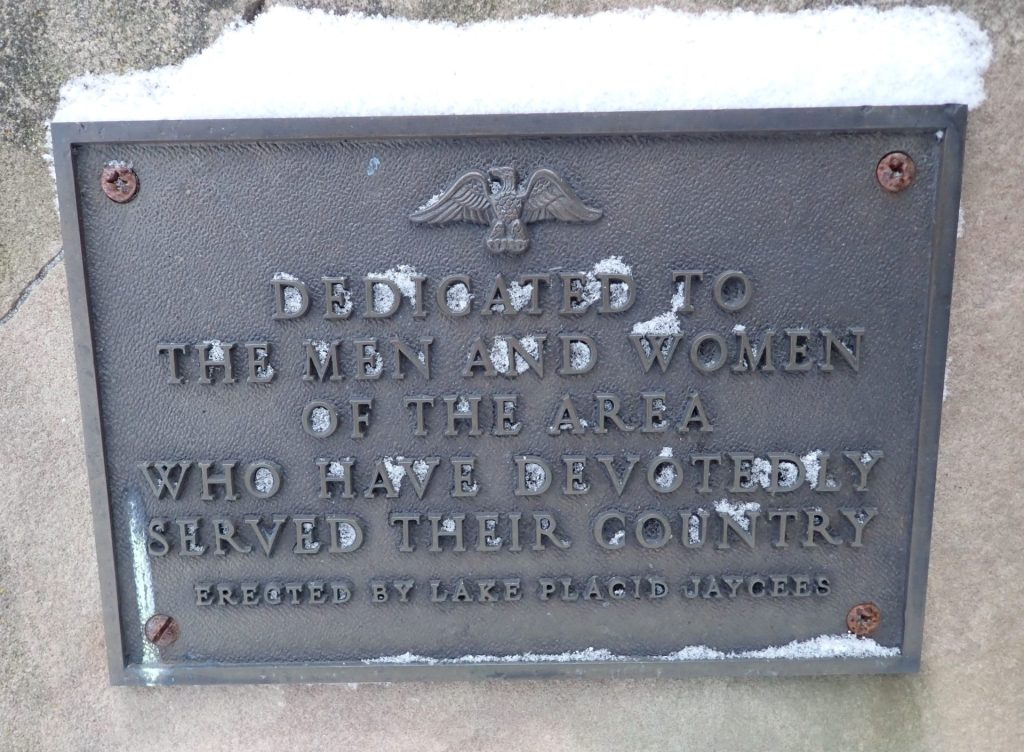 DEDICATED TO
THE MEN AND WOMEN
OF THE AREA
WHO HAVE DEVOTEDLY
SERVED THEIR COUNTRY
ERECTED BY LAKE PLACID JAYCEES